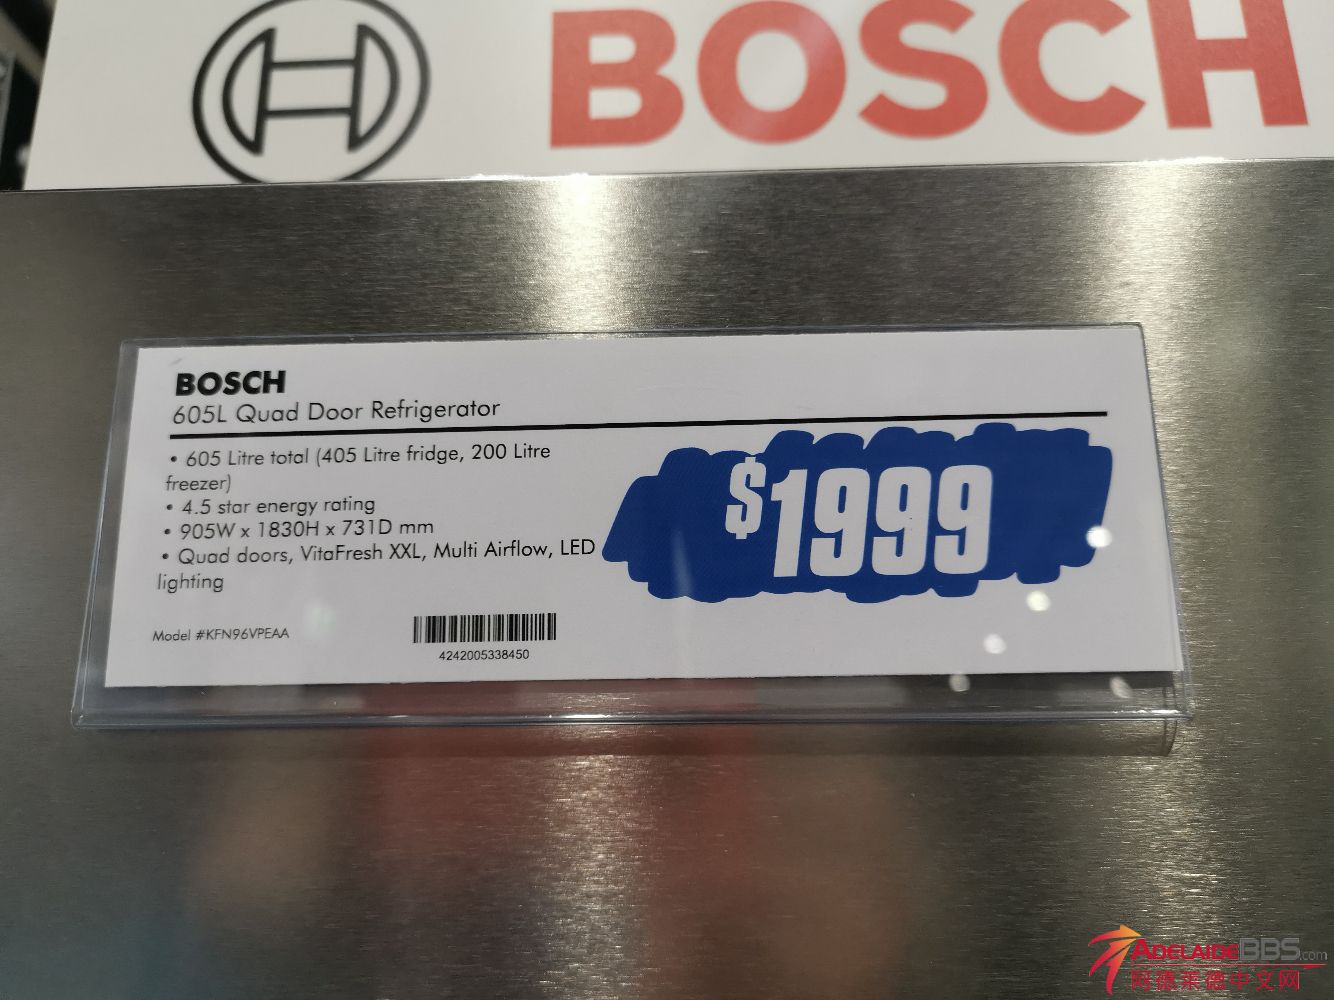 BOSCH
BOSCH
605L Quad Door Refrigerator
• 605 Litre total (405 Litre fridge, 200 Litre
freezer)
• 4.5 star energy rating
• 905W x 1830H x 731D mm
• Quad doors, VitaFresh XXL, Multi Airflow, LED
lighting
$1999
Model #KFN96VPEAA
4242005338450
ADELAIDEBBS.com
阿德莱德中文网